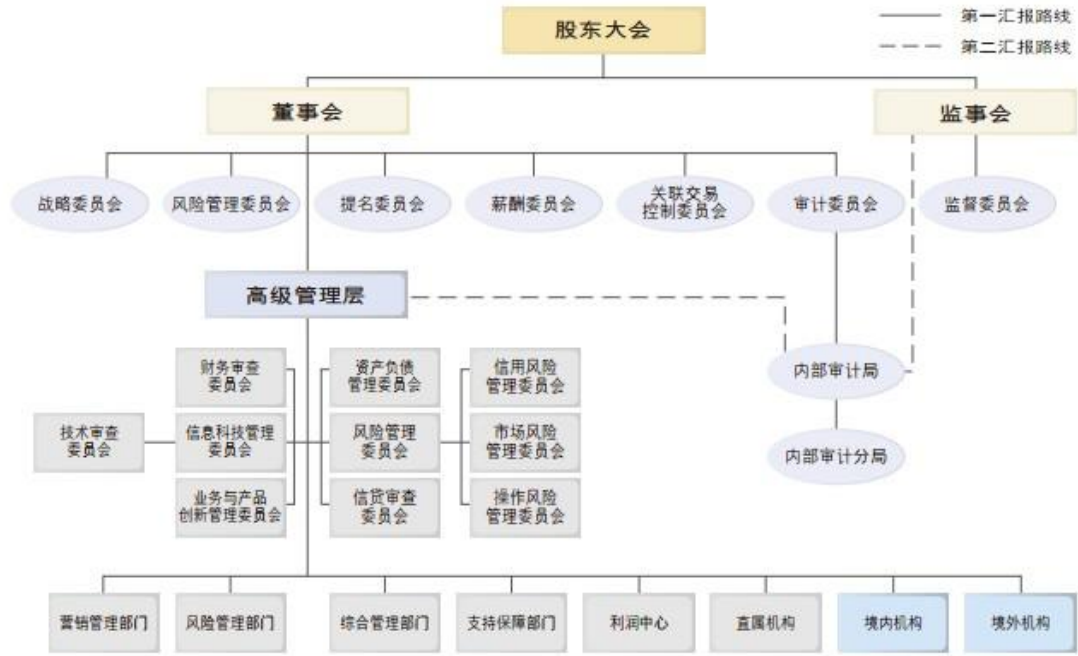 股东大会
第一汇报路线
第二汇报路线
董事会
监事会
战略委员会
风险管理委员会
提名委员会
薪酬委员会
关联交易
控制委员会
审计委员会
监督委员会
高级管理层
财务审查
委员会
资产负债
管理委员会
信用风险
管理委员会
内部审计局
技术审查
委员会
信息科技管理
委员会
风险管理
委员会
市场风险
管理委员会
内部审计分局
业务与产品
创新管理委员会
信贷审查
委员会
操作风险
管理委员会
营销管理部门
风险管理部门
综合管理部门
支持保障部门
利润中心
直属机构
境内机构
境外机构